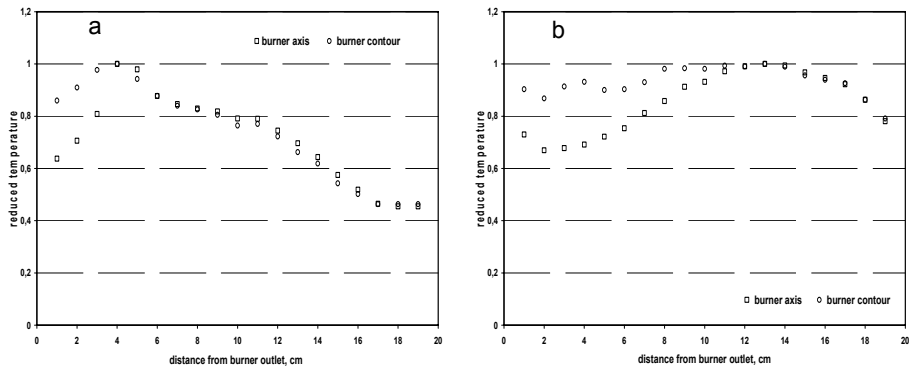 a
burner axis burner contour
reduced temperature
1,2
1
0,8
0,6
0,4
0,2
0
0 2 4 6 8 10 12 14 16 18 20
distance from burner outlet, cm
b
reduced temperature
1,2
1
0,8
0,6
0,4
0,2
0
burner axis burner contour
0 2 4 6 8 10 12 14 16 18 20
distance from burner outlet, cm